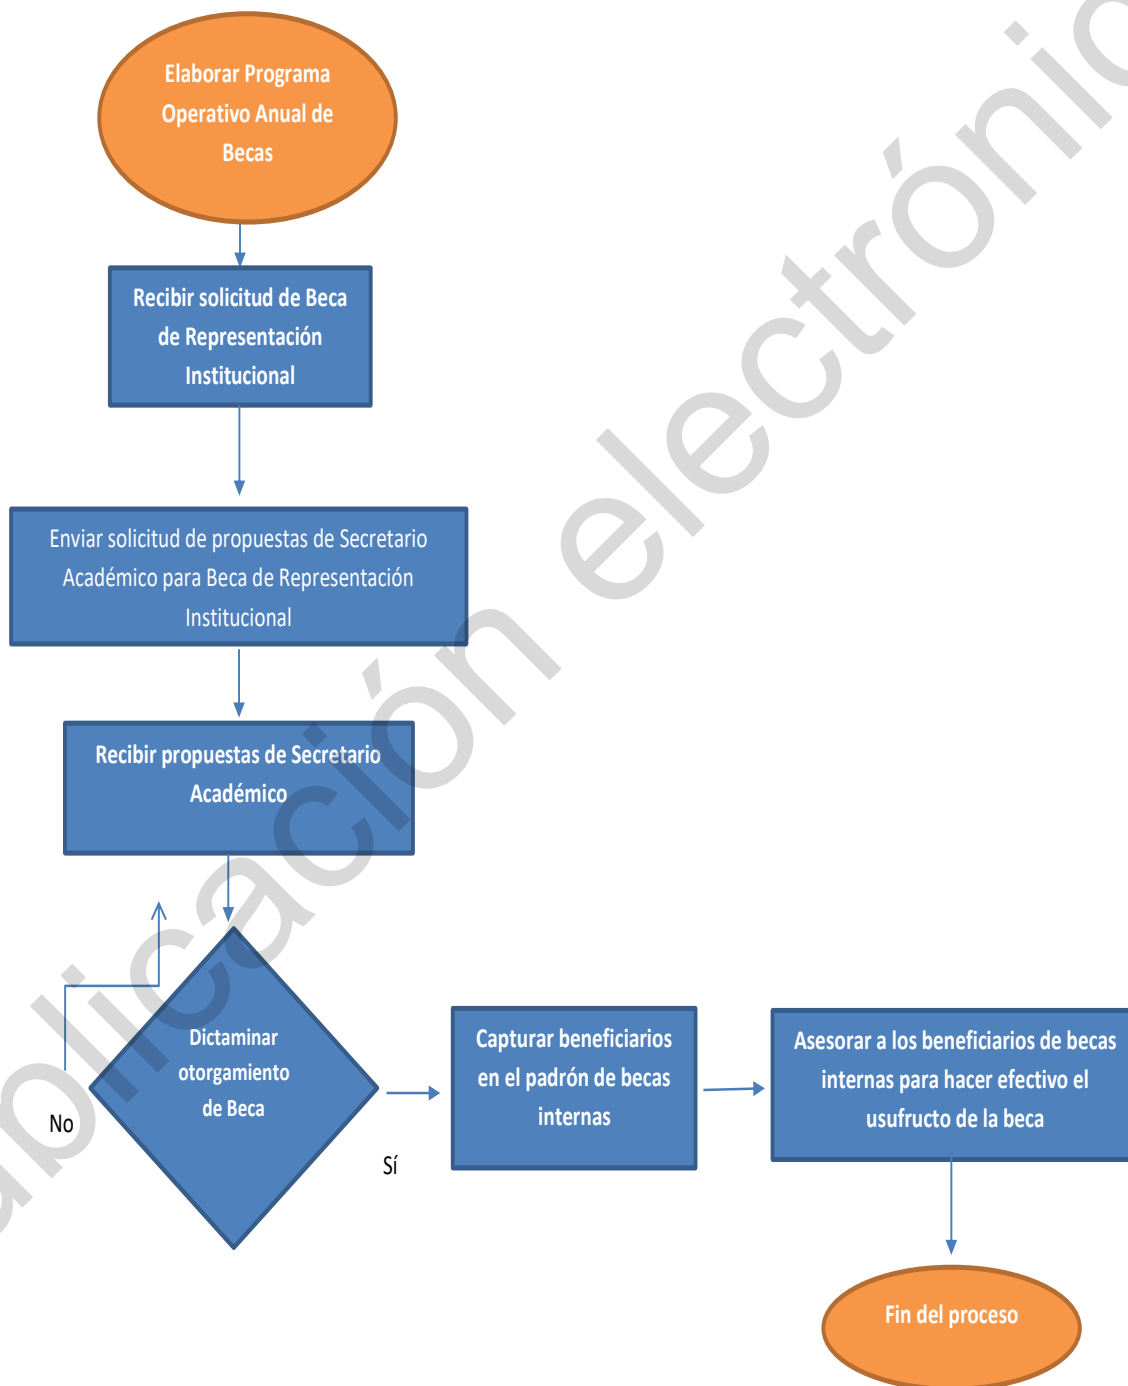 Elaborar Programa
Operativo Anual de
Becas
Recibir solicitud de Beca
de Representación
Institucional
Enviar solicitud de propuestas de Secretario
Académico para Beca de Representación
Institucional
Recibir propuestas de Secretario
Académico
Dictaminar
otorgamiento
de Beca
No
Sí
Capturar beneficiarios
en el padrón de becas
internas
Asesorar a los beneficiarios de becas
internas para hacer efectivo el
usufructo de la beca
Fin del proceso